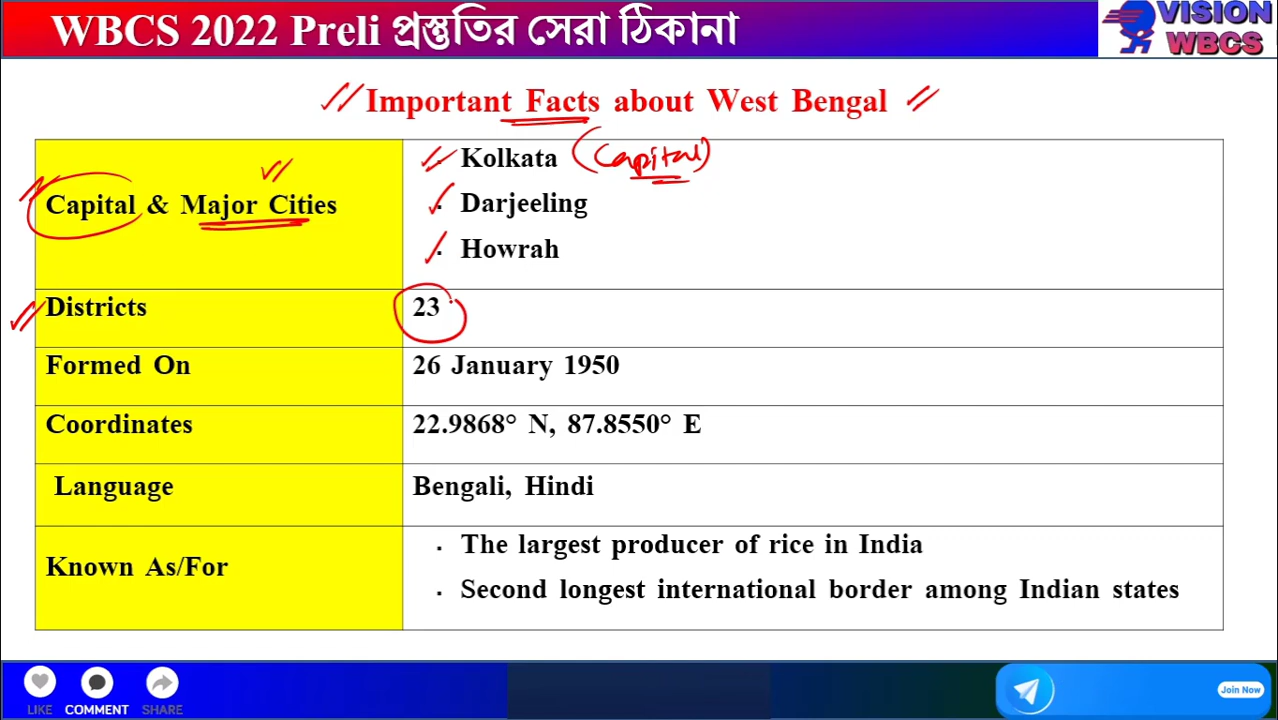 WBCS 2022 Preli প্রস্তুতির সেরা ঠিকানা
VISION
WBCS
Important Facts about West Bengal
Capital & Major Cities
Kolkata (Capital)
Darjeeling
Howrah
Districts 23
Formed On 26 January 1950
Coordinates 22.9868° N, 87.8550° E
Language Bengali, Hindi
Known As/For
The largest producer of rice in India
Second longest international border among Indian states
LIKE COMMENT SHARE
Join Now